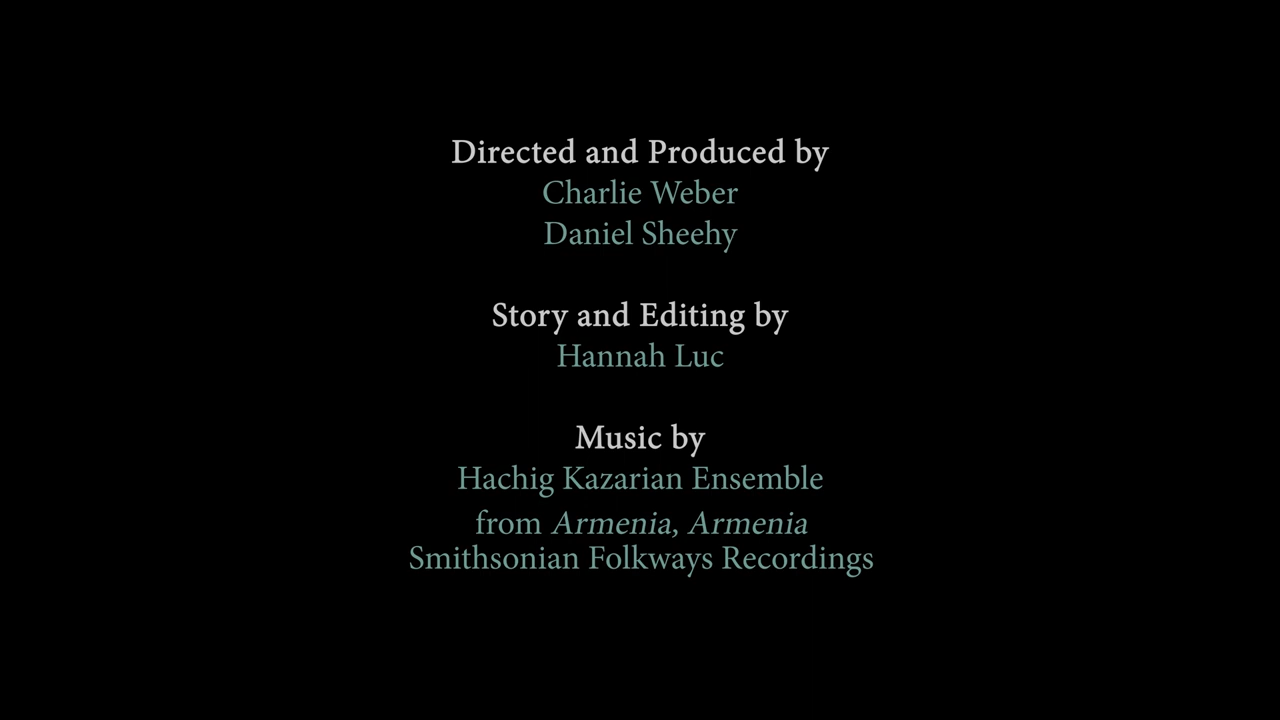 Directed and Produced by
Charlie Weber
Daniel Sheehy
Story and Editing by
Hannah Luc
Music by
Hachig Kazarian Ensemble
from Armenia, Armenia
Smithsonian Folkways Recordings